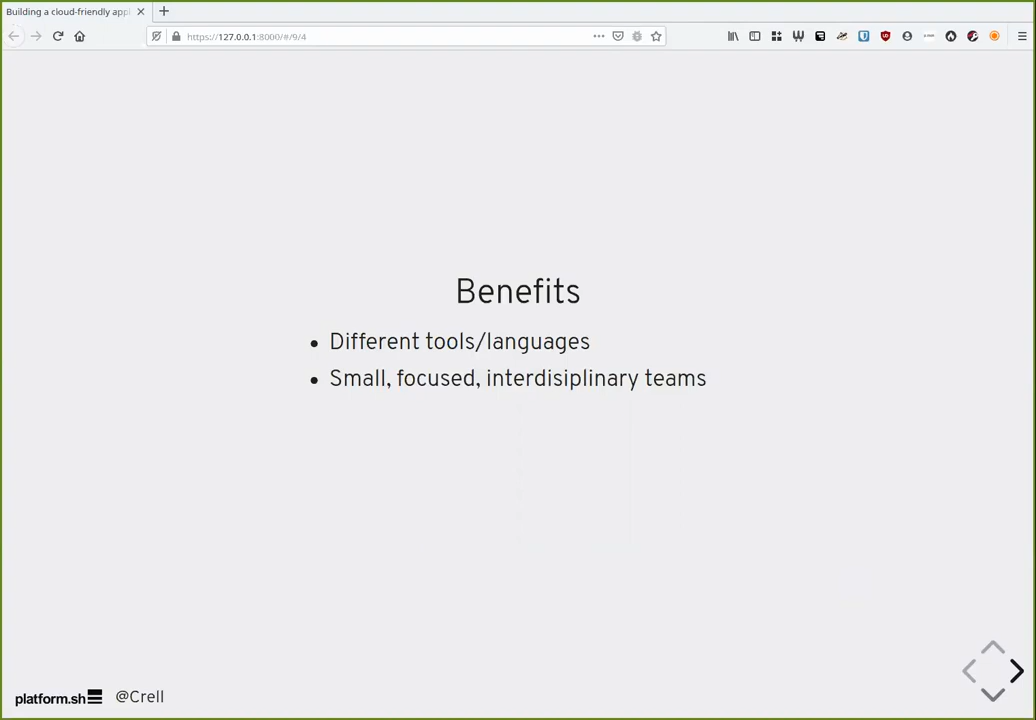 Building a cloud-friendly appl
https://127.0.0.1:8000/#/9/4
Benefits
Different tools/languages
Small, focused, interdisiplinary teams
platform.sh @Crell